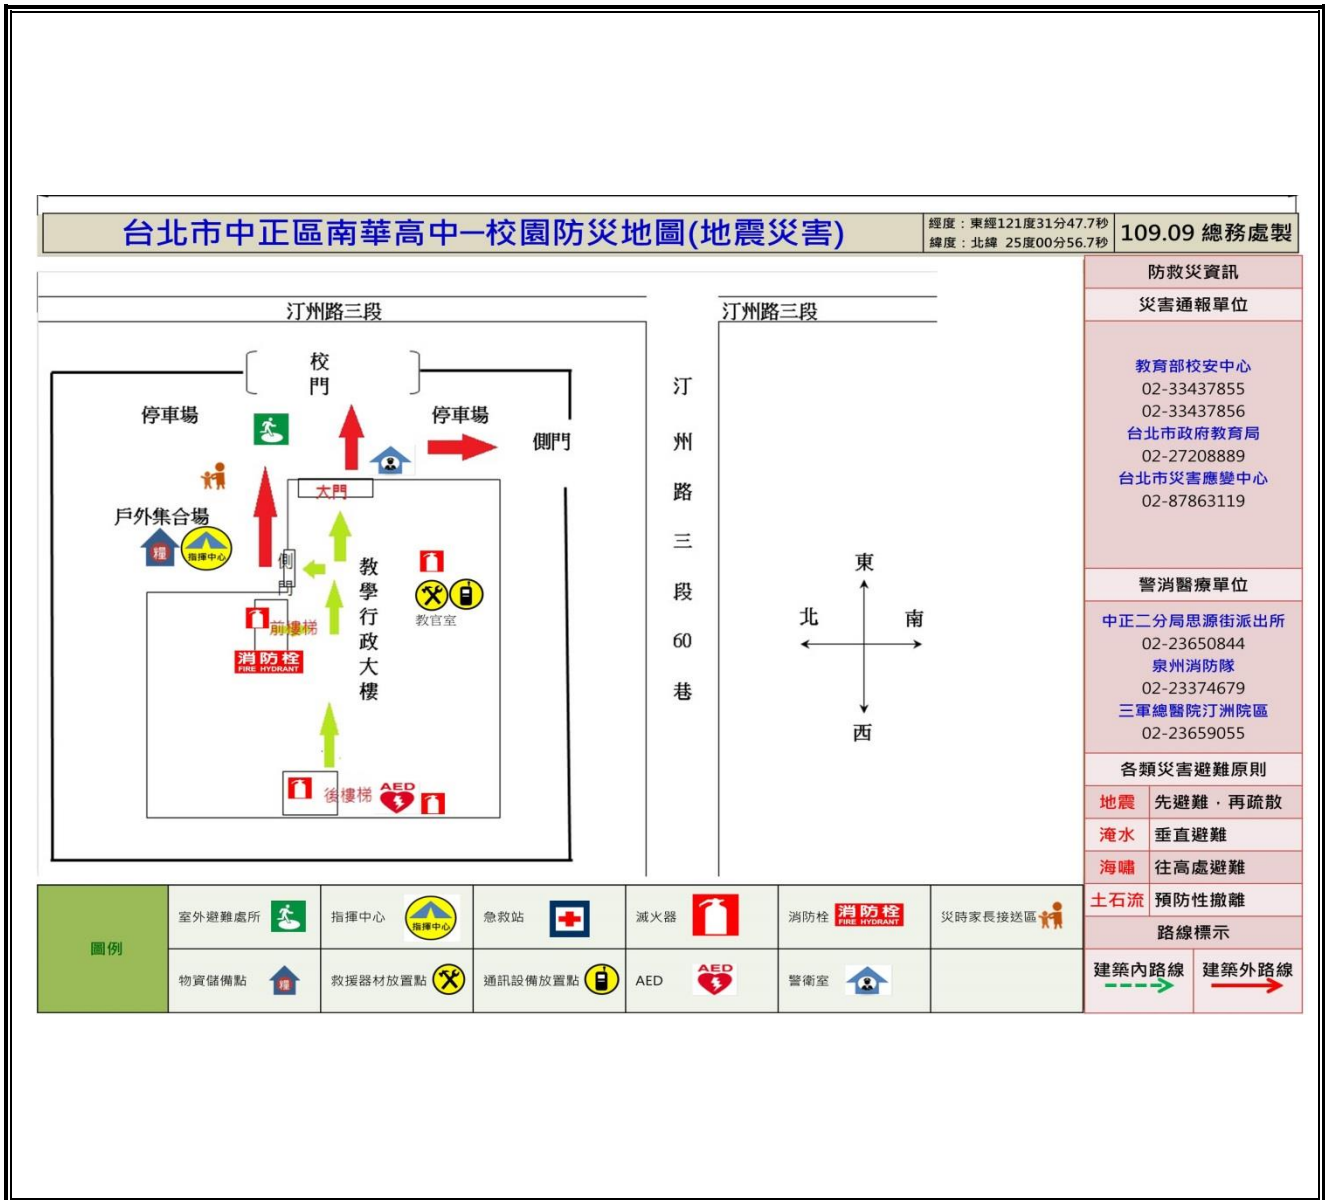 台北市中正區南華高中—校園防災地圖(地震災害)
經度：東經121度31分47.7秒
緯度：北緯 25度00分56.7秒
109.09 總務處製
汀州路三段
汀州路三段
校門
停車場
停車場
側門
大門
戶外集合場
糧
指揮中心
側門
教學行政大樓
教官室
前樓梯
消防栓
FIRE HYDRANT
後樓梯
AED
汀州路三段60巷
東
北
南
西
防救災資訊
災害通報單位
教育部校安中心
02-33437855
02-33437856
台北市政府教育局
02-27208889
台北市災害應變中心
02-87863119
警消醫療單位
中正二分局思源街派出所
02-23650844
泉州消防隊
02-23374679
三軍總醫院汀洲院區
02-23659055
各類災害避難原則
地震 先避難，再疏散
淹水 垂直避難
海嘯 往高處避難
土石流 預防性撤離
路線標示
建築內路線 建築外路線
圖例
室外避難處所
指揮中心
指揮中心
急救站
滅火器
消防栓
消防栓
FIRE HYDRANT
災時家長接送區
物資儲備點
糧
救援器材放置點
通訊設備放置點
AED
AED
警衛室